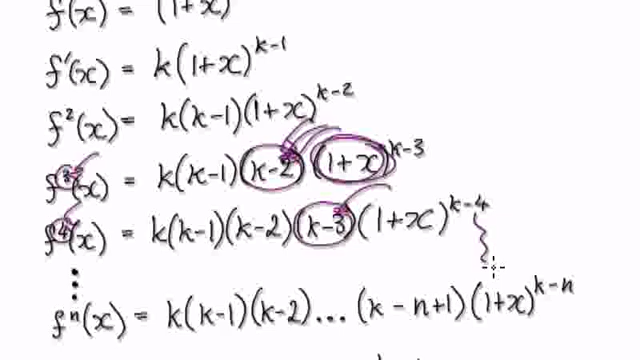 f(x) = (1+x)
f'(x) = k(1+x)^{k-1}
f²(x) = k(k-1)(1+x)^{k-2}
f³(x) = k(k-1)(k-2)(1+x)^{k-3}
f⁴(x) = k(k-1)(k-2)(k-3)(1+x)^{k-4}
⋮
fⁿ(x) = k(k-1)(k-2)...(k-n+1)(1+x)^{k-n}